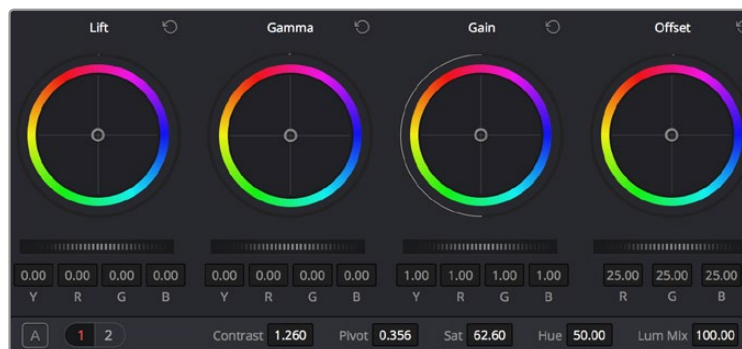 Lift Gamma Gain Offset
0.00 0.00 0.00 0.00 0.00 0.00 0.00 0.00 1.00 1.00 1.00 1.00 25.00 25.00 25.00
Y R G B Y R G B Y R G B R G B
A 1 2 Contrast 1.260 Pivot 0.356 Sat 62.60 Hue 50.00 Lum Mix 100.00